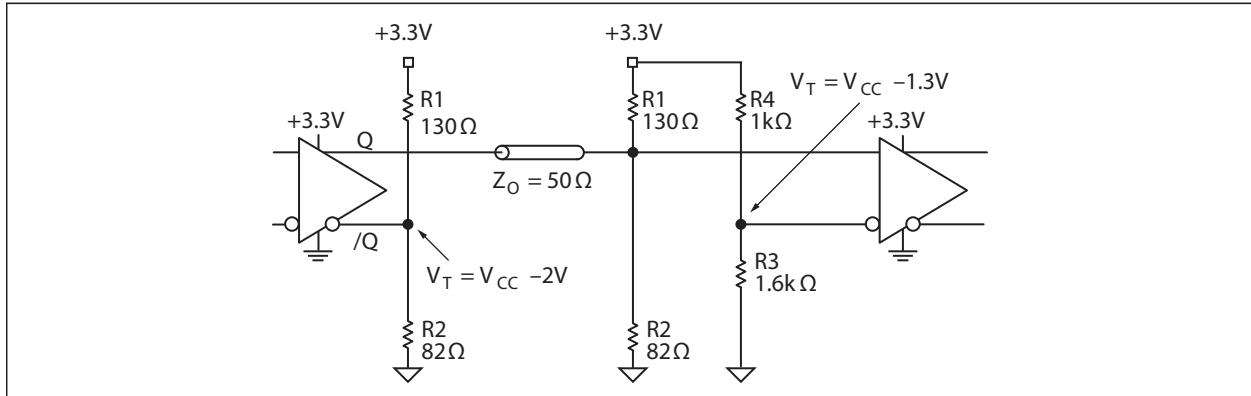 +3.3V
+3.3V
R1
130Ω
R1
130Ω
R4
1kΩ
V_T = V_CC –1.3V
+3.3V
+3.3V
Q
Z_O = 50Ω
/Q
V_T = V_CC –2V
R3
1.6kΩ
R2
82Ω
R2
82Ω